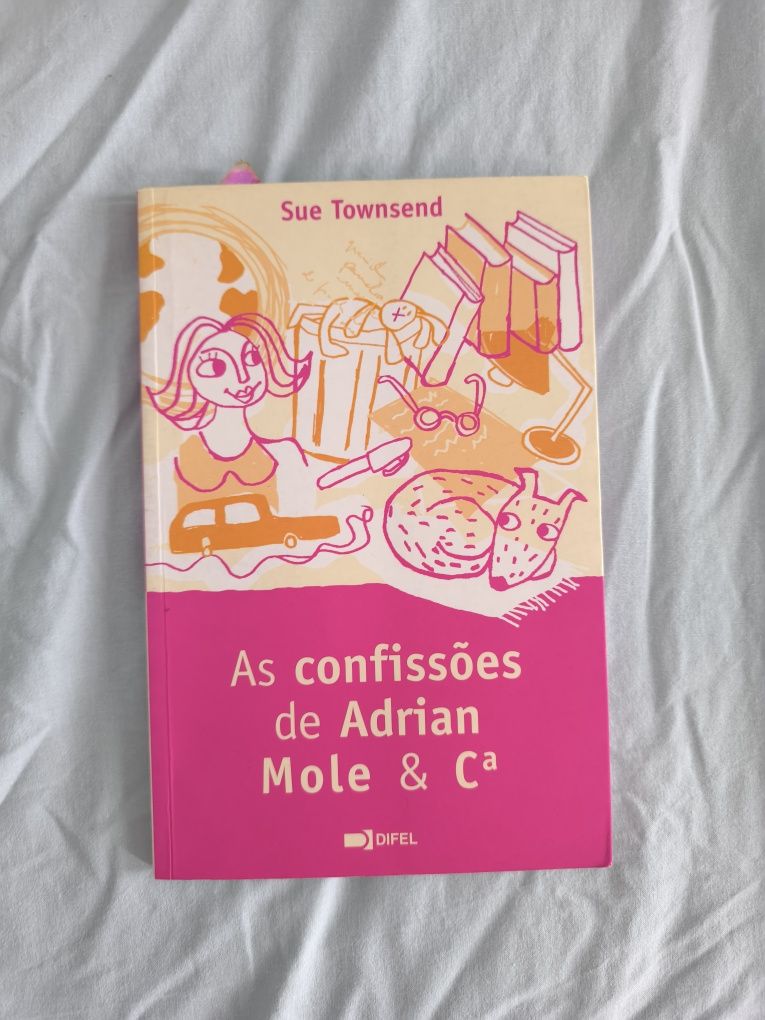 Sue Townsend
As confissões
de Adrian
Mole & Cª
DIFEL